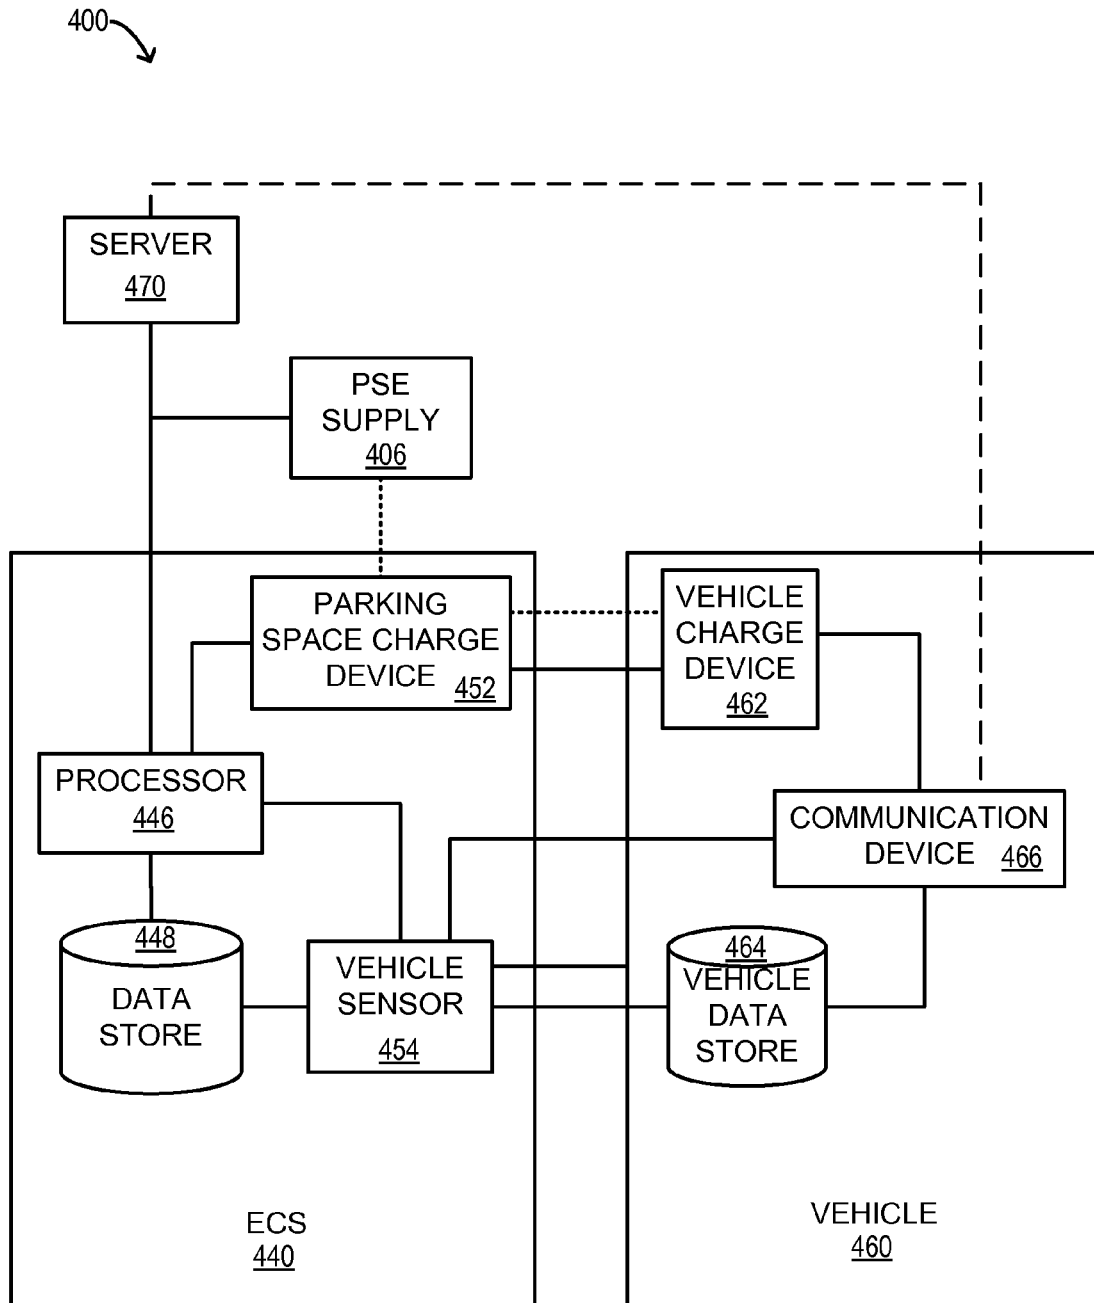 400
SERVER
470
PSE
SUPPLY
406
PARKING
SPACE CHARGE
DEVICE 452
VEHICLE
CHARGE
DEVICE
462
PROCESSOR
446
COMMUNICATION
DEVICE 466
448
DATA
STORE
VEHICLE
SENSOR
454
464
VEHICLE
DATA
STORE
ECS
440
VEHICLE
460